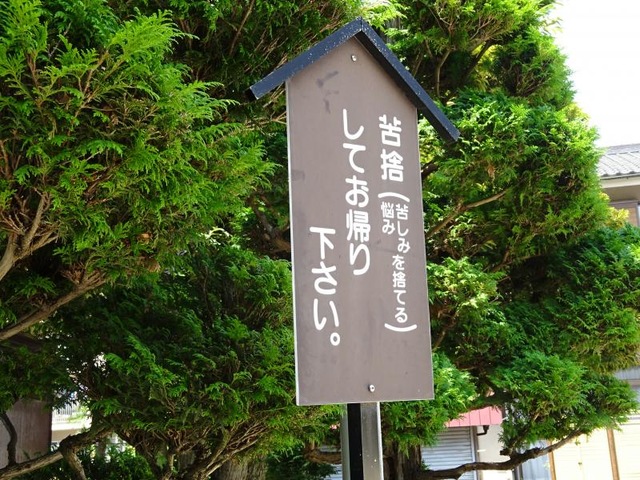 苦捨(苦しみを捨てる)
悩み
してお帰り
下さい。